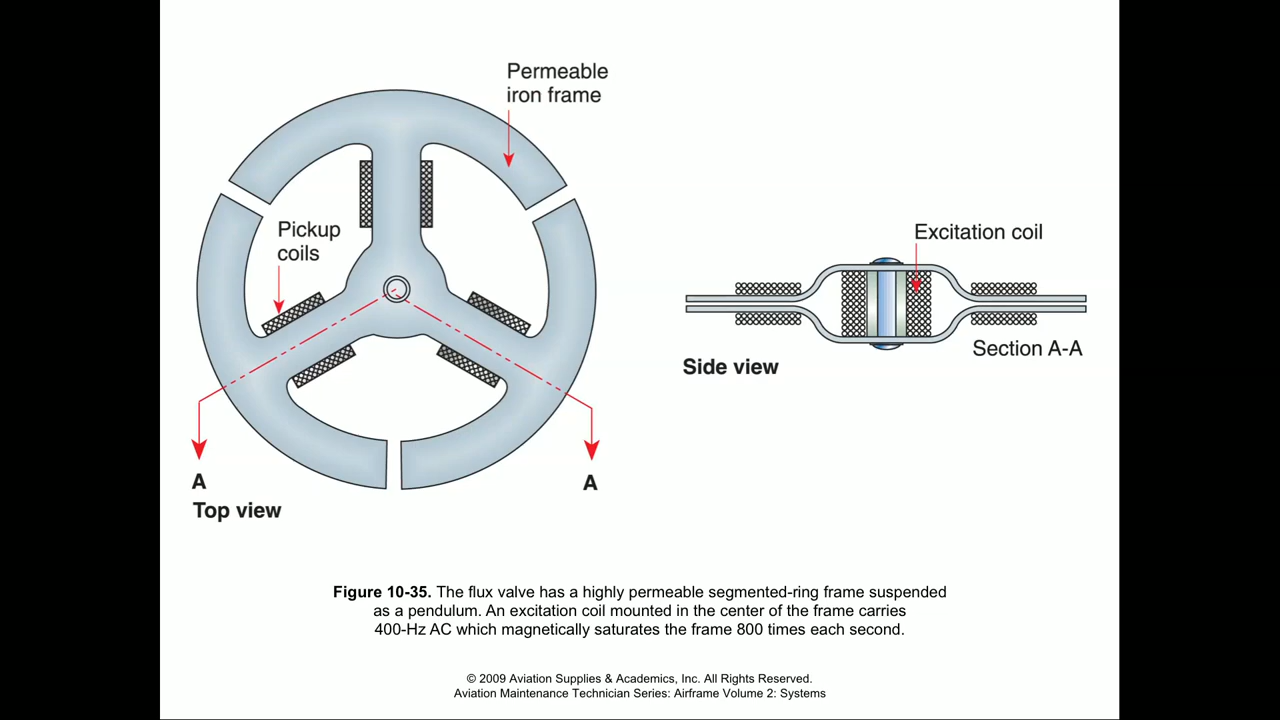 Permeable
iron frame
Pickup
coils
Excitation coil
Section A-A
Side view
A
A
Top view
Figure 10-35. The flux valve has a highly permeable segmented-ring frame suspended
as a pendulum. An excitation coil mounted in the center of the frame carries
400-Hz AC which magnetically saturates the frame 800 times each second.
© 2009 Aviation Supplies & Academics, Inc. All Rights Reserved.
Aviation Maintenance Technician Series: Airframe Volume 2: Systems